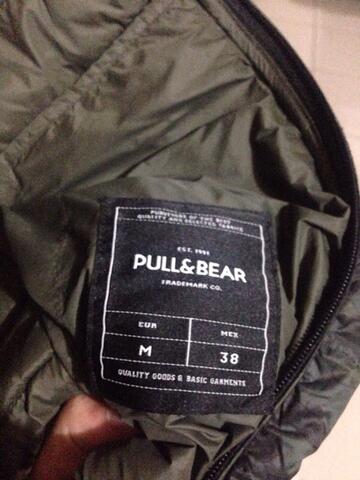 PURVEYORS OF THE BEST
QUALITY AND SELECTED FABRICS
EST. 1991
PULL&BEAR
TRADEMARK CO.
EUR MEX
M 38
QUALITY GOODS & BASIC GARMENTS